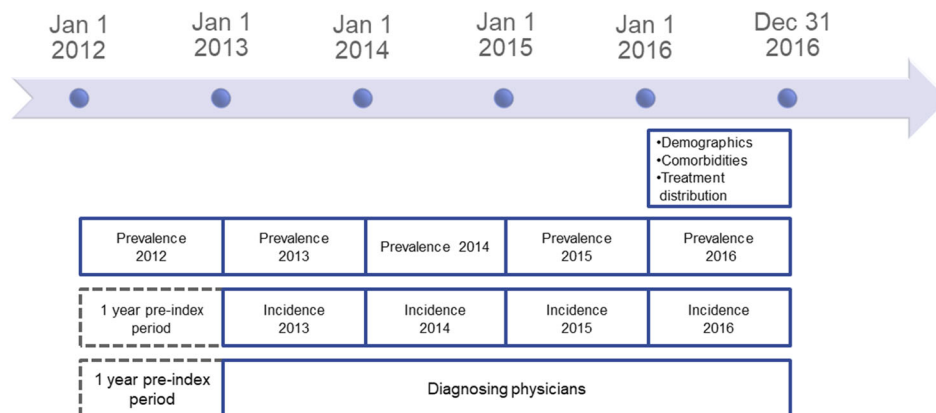 Jan 1
2012
Jan 1
2013
Jan 1
2014
Jan 1
2015
Jan 1
2016
Dec 31
2016
•Demographics
•Comorbidities
•Treatment
distribution
Prevalence
2012
Prevalence
2013
Prevalence 2014
Prevalence
2015
Prevalence
2016
1 year pre-index
period
Incidence
2013
Incidence
2014
Incidence
2015
Incidence
2016
1 year pre-index
period
Diagnosing physicians